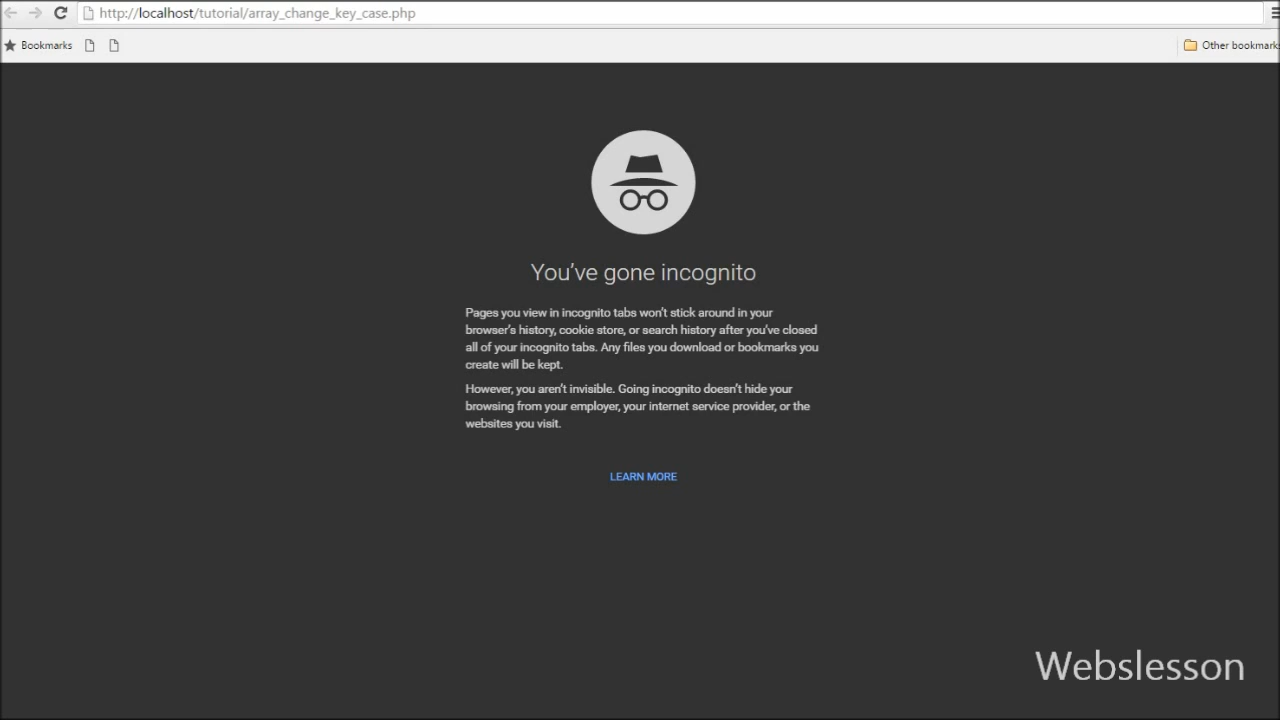 http://localhost/tutorial/array_change_key_case.php
Bookmarks
Other bookmarks
You've gone incognito
Pages you view in incognito tabs won't stick around in your
browser's history, cookie store, or search history after you've closed
all of your incognito tabs. Any files you download or bookmarks you
create will be kept.
However, you aren't invisible. Going incognito doesn't hide your
browsing from your employer, your internet service provider, or the
websites you visit.
LEARN MORE
Webslesson